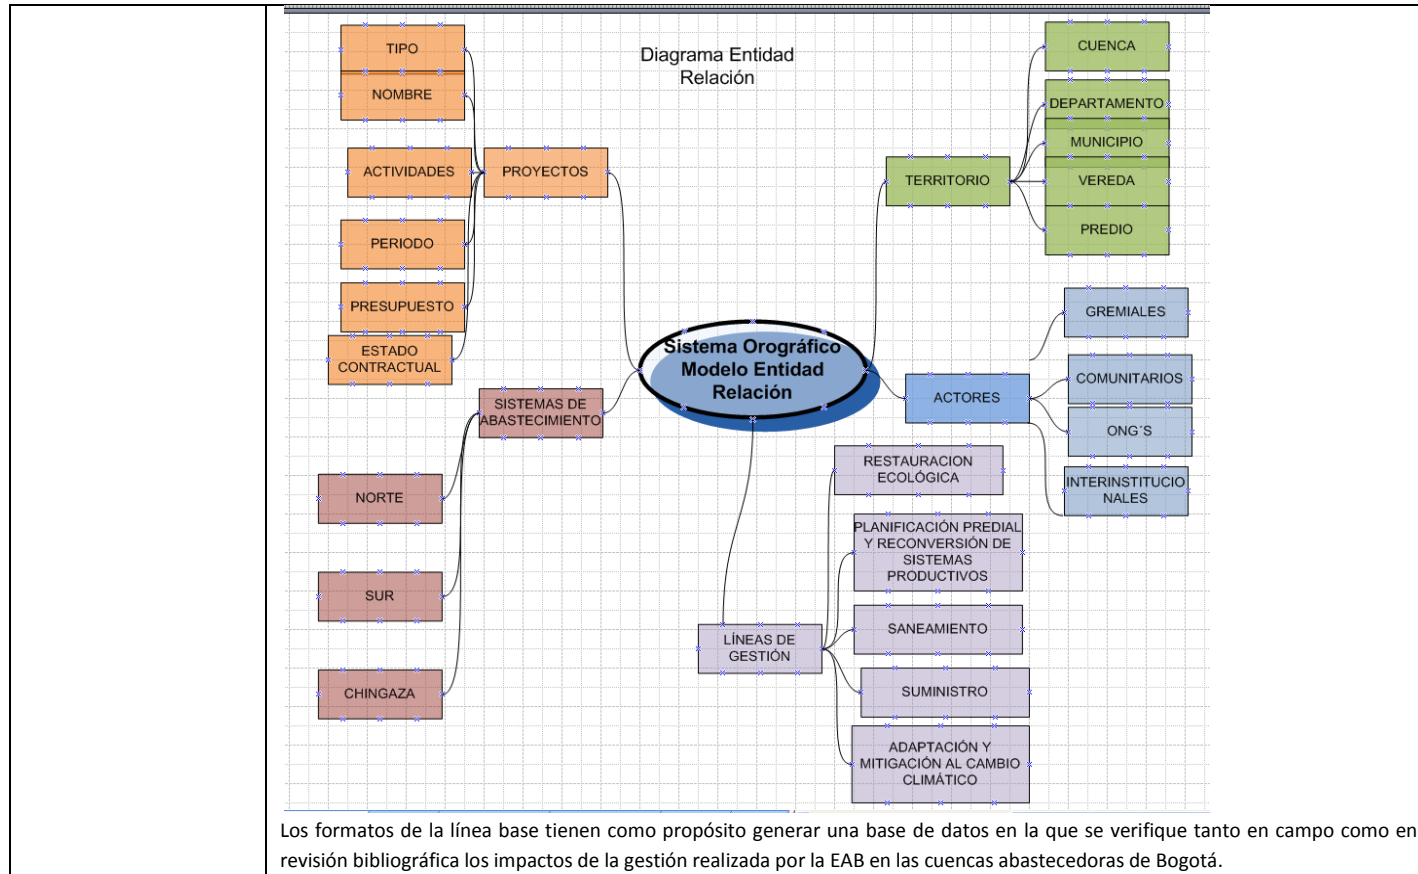 Diagrama Entidad
Relación
TIPO
NOMBRE
ACTIVIDADES
PROYECTOS
PERIODO
PRESUPUESTO
ESTADO
CONTRACTUAL
CUENCA
DEPARTAMENTO
MUNICIPIO
TERRITORIO
VEREDA
PREDIO
Sistema Orográfico
Modelo Entidad
Relación
GREMIALES
COMUNITARIOS
ACTORES
ONG´S
INTERINSTITUCIO
NALES
SISTEMAS DE
ABASTECIMIENTO
NORTE
SUR
CHINGAZA
RESTAURACION
ECOLÓGICA
PLANIFICACIÓN PREDIAL
Y RECONVERSIÓN DE
SISTEMAS
PRODUCTIVOS
SANEAMIENTO
LÍNEAS DE
GESTIÓN
SUMINISTRO
ADAPTACIÓN Y
MITIGACIÓN AL CAMBIO
CLIMÁTICO
Los formatos de la línea base tienen como propósito generar una base de datos en la que se verifique tanto en campo como en
revisión bibliográfica los impactos de la gestión realizada por la EAB en las cuencas abastecedoras de Bogotá.